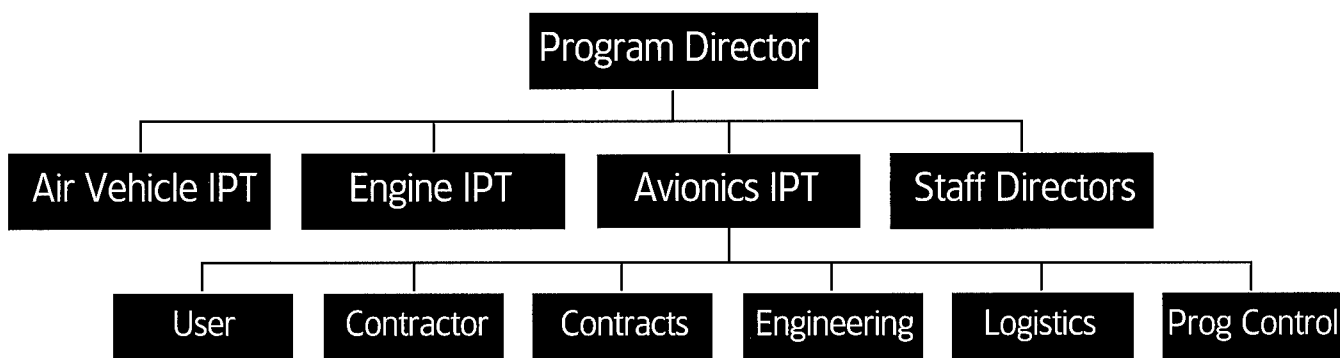 Program Director
Air Vehicle IPT
Engine IPT
Avionics IPT
Staff Directors
User
Contractor
Contracts
Engineering
Logistics
Prog Control